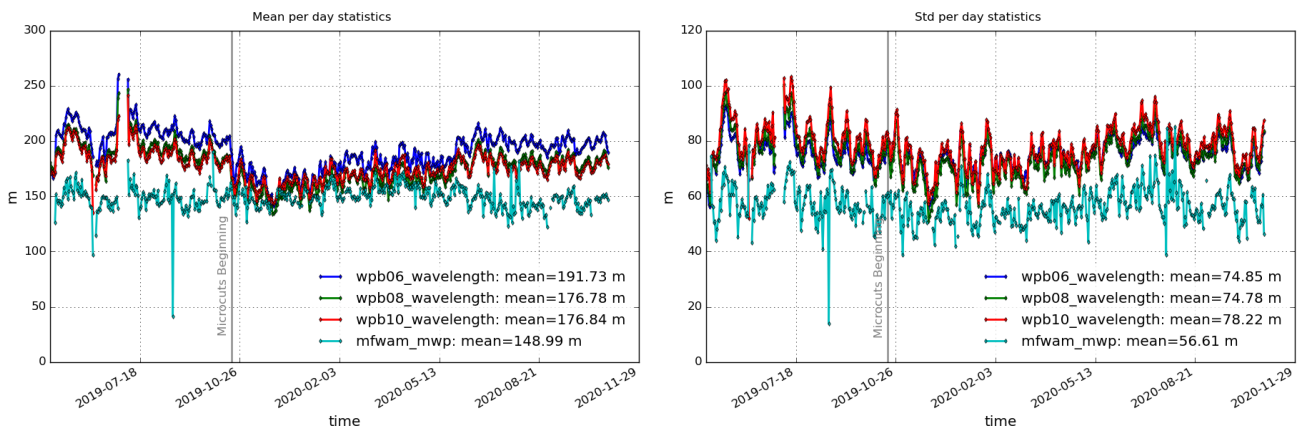 Mean per day statistics
300
250
200
150
100
50
0
m
Microcuts Beginning
wpb06_wavelength: mean=191.73 m
wpb08_wavelength: mean=176.78 m
wpb10_wavelength: mean=176.84 m
mfwam_mwp: mean=148.99 m
2019-07-18
2019-10-26
2020-02-03
2020-05-13
2020-08-21
2020-11-29
time
Std per day statistics
120
100
80
60
40
20
0
m
Microcuts Beginning
wpb06_wavelength: mean=74.85 m
wpb08_wavelength: mean=74.78 m
wpb10_wavelength: mean=78.22 m
mfwam_mwp: mean=56.61 m
2019-07-18
2019-10-26
2020-02-03
2020-05-13
2020-08-21
2020-11-29
time